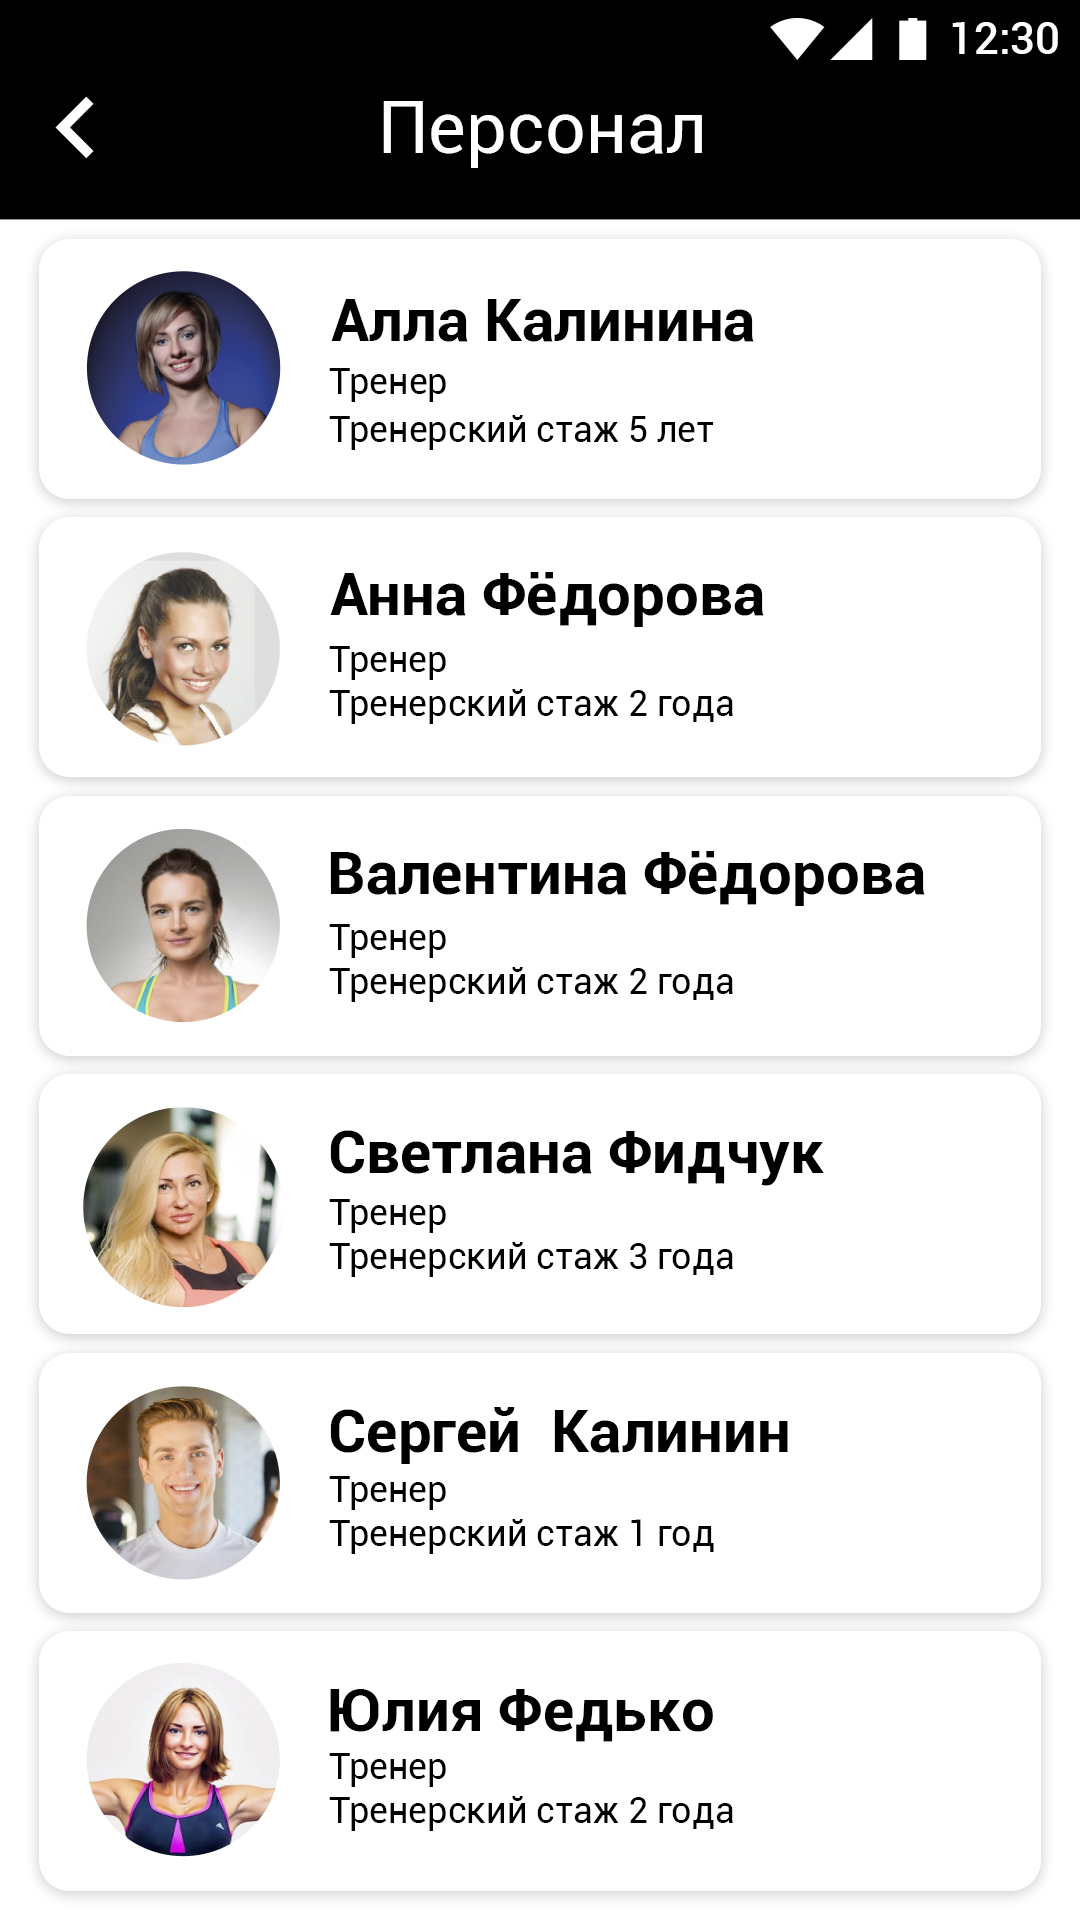 12:30
Персонал
Алла Калинина
Тренер
Тренерский стаж 5 лет
Анна Фёдорова
Тренер
Тренерский стаж 2 года
Валентина Фёдорова
Тренер
Тренерский стаж 2 года
Светлана Фидчук
Тренер
Тренерский стаж 3 года
Сергей  Калинин
Тренер
Тренерский стаж 1 год
Юлия Федько
Тренер
Тренерский стаж 2 года